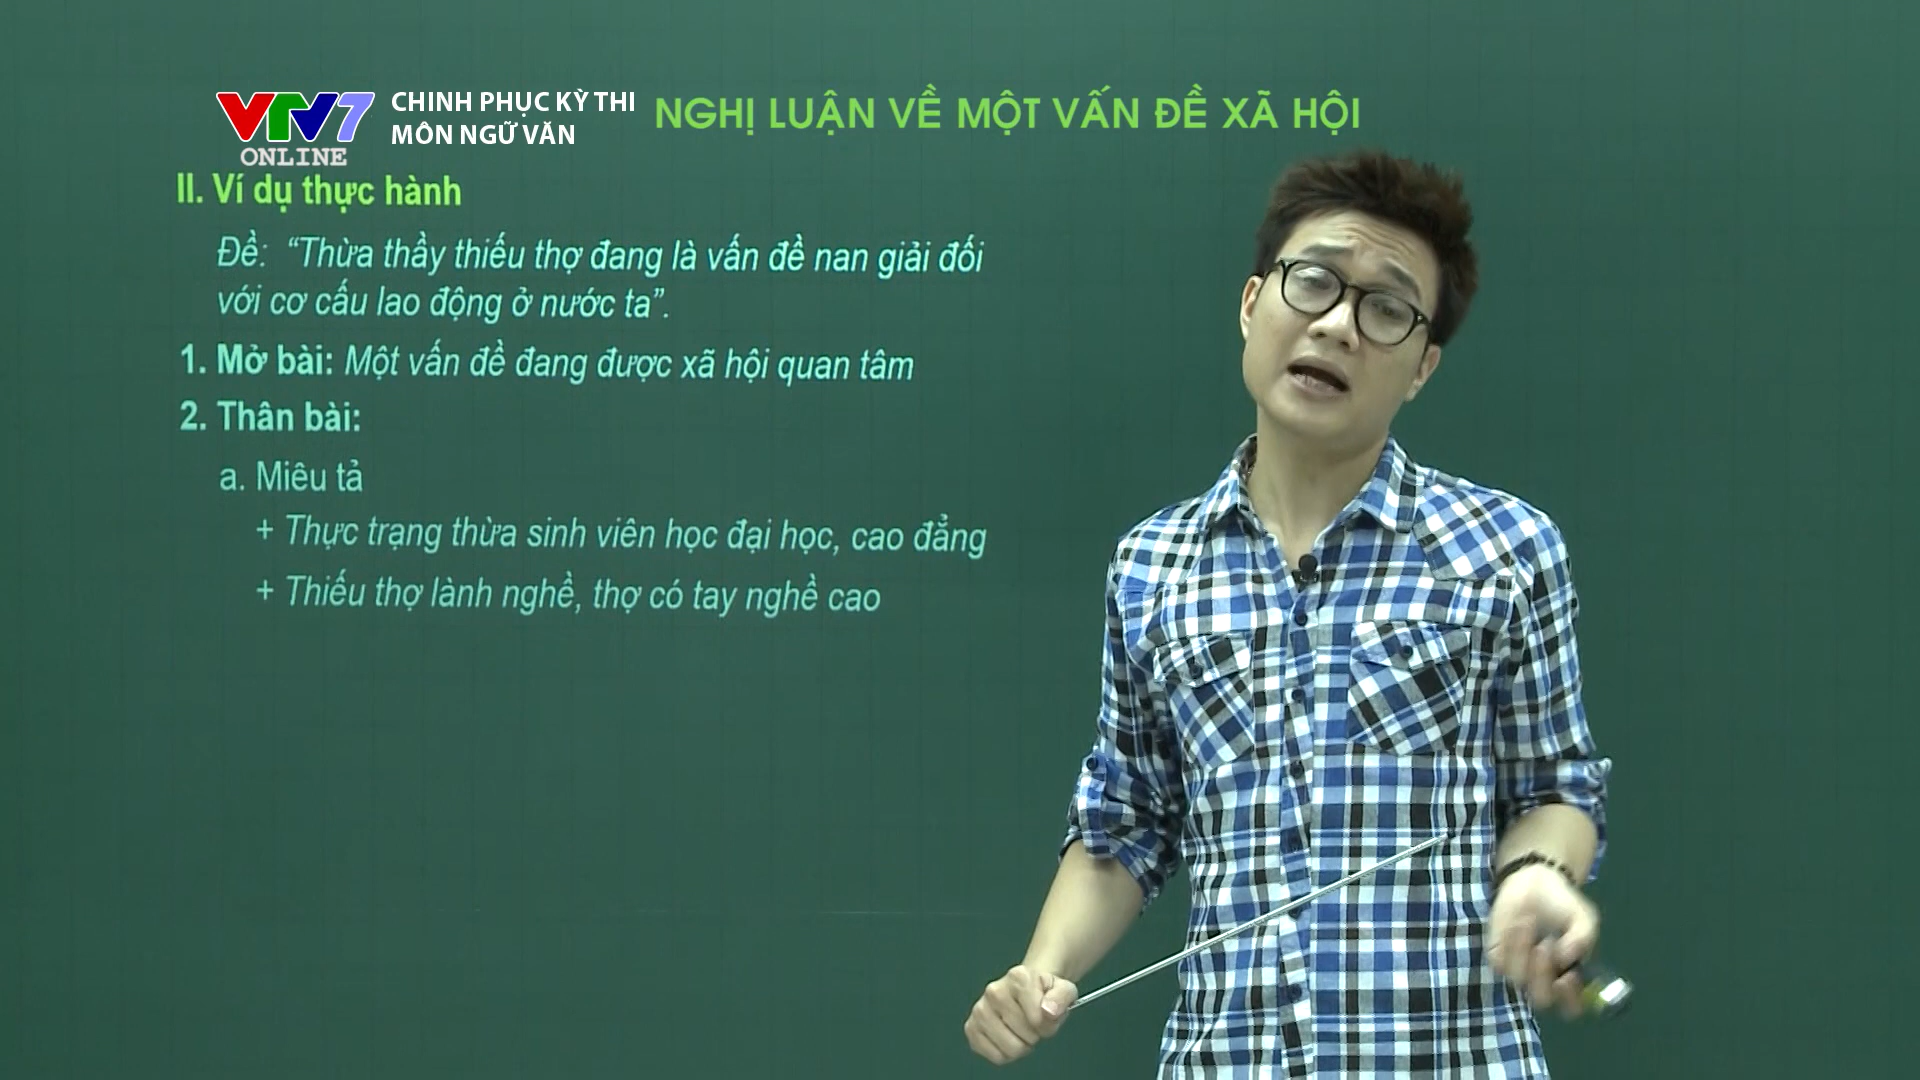 VTV7
ONLINE
CHINH PHỤC KỲ THI
MÔN NGỮ VĂN
NGHỊ LUẬN VỀ MỘT VẤN ĐỀ XÃ HỘI
II. Ví dụ thực hành
Đề: “Thừa thầy thiếu thợ đang là vấn đề nan giải đối
với cơ cấu lao động ở nước ta”.
1. Mở bài: Một vấn đề đang được xã hội quan tâm
2. Thân bài:
a. Miêu tả
+ Thực trạng thừa sinh viên học đại học, cao đẳng
+ Thiếu thợ lành nghề, thợ có tay nghề cao